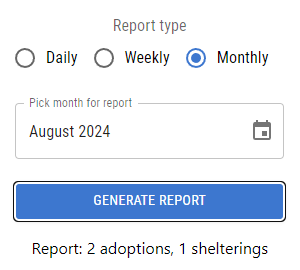 Report type
Daily Weekly Monthly
Pick month for report
August 2024
GENERATE REPORT
Report: 2 adoptions, 1 shelterings